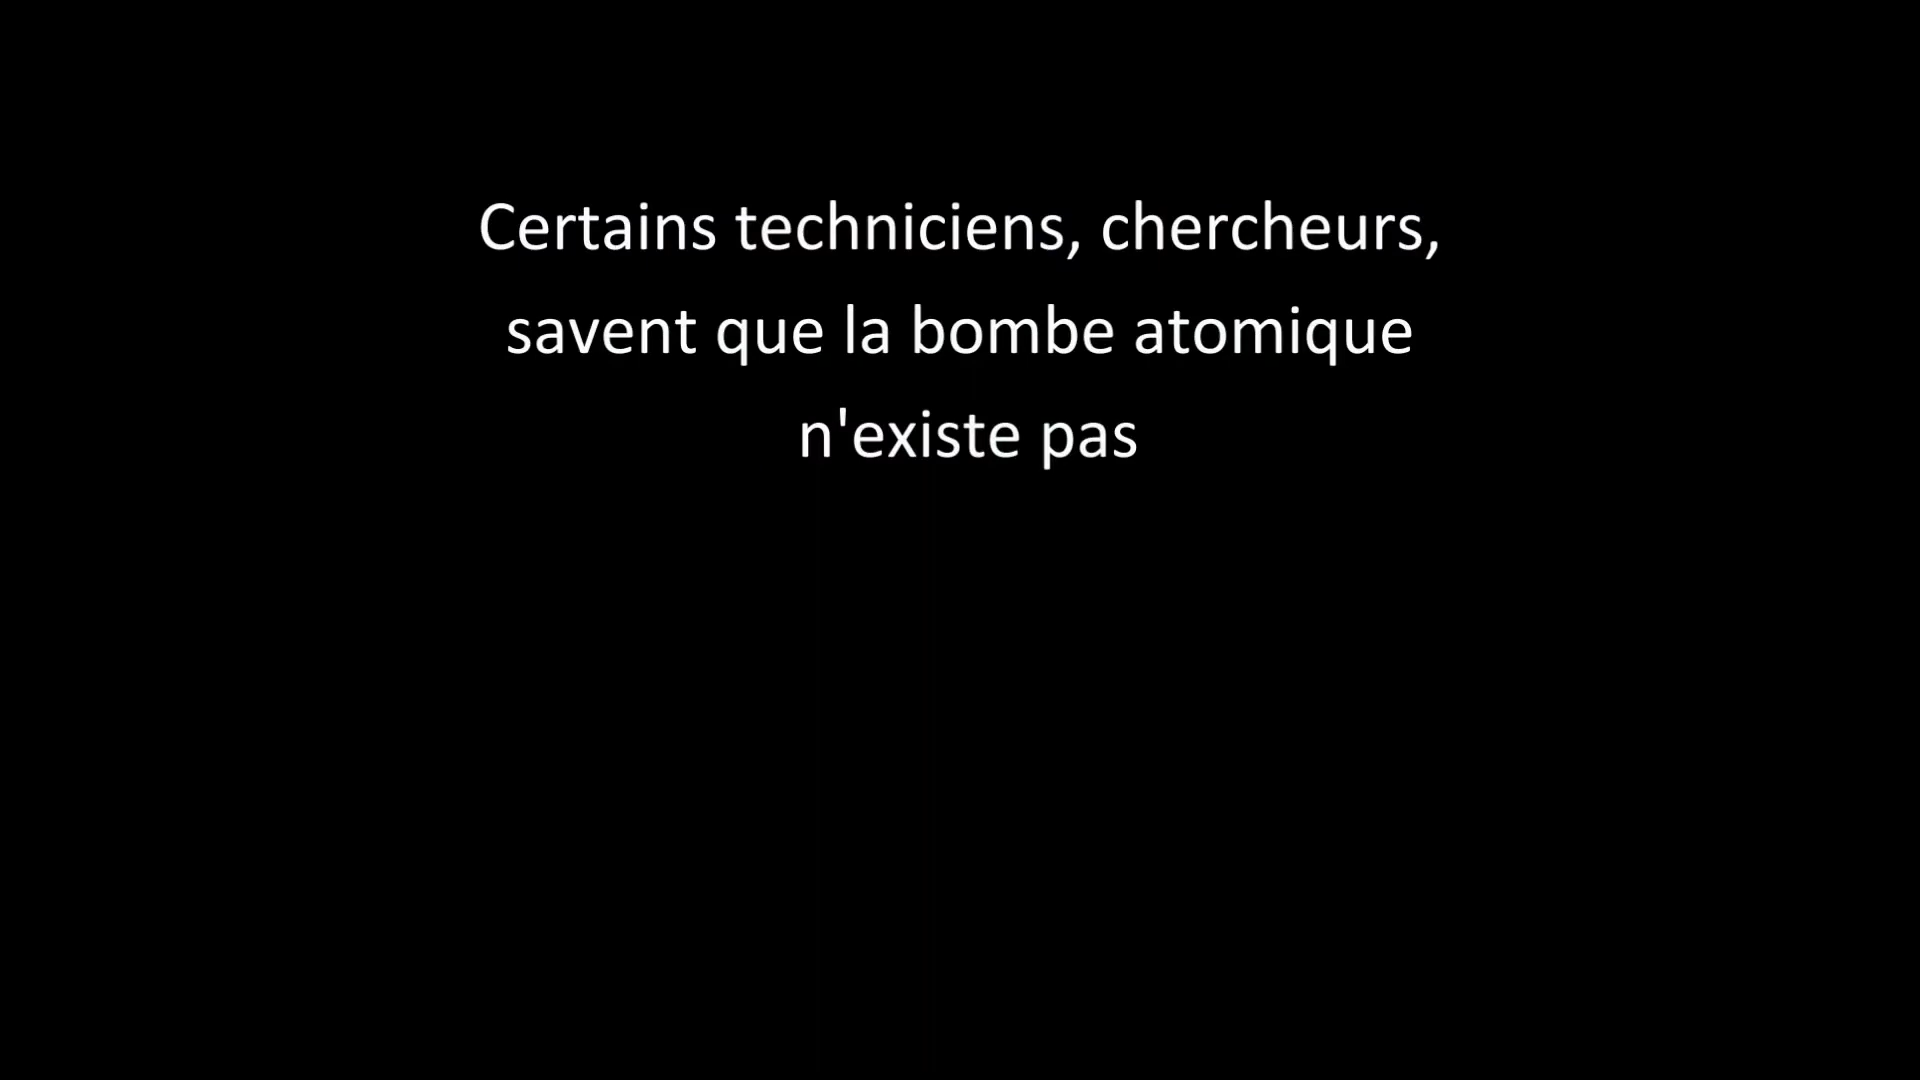 Certains techniciens, chercheurs,
savent que la bombe atomique
n'existe pas